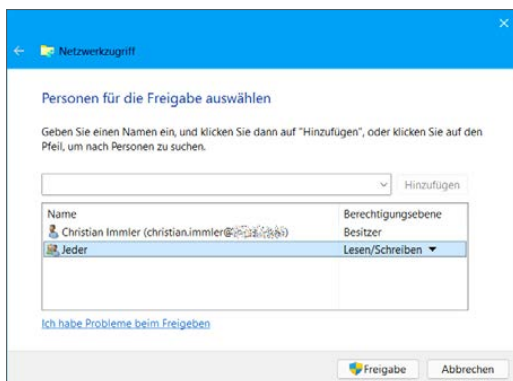 Netzwerkzugriff
Personen für die Freigabe auswählen
Geben Sie einen Namen ein, und klicken Sie dann auf "Hinzufügen", oder klicken Sie auf den
Pfeil, um nach Personen zu suchen.
Hinzufügen
Name Berechtigungsebene
Christian Immler (christian.immler@ Besitzer
Jeder Lesen/Schreiben
Ich habe Probleme beim Freigeben
Freigabe Abbrechen